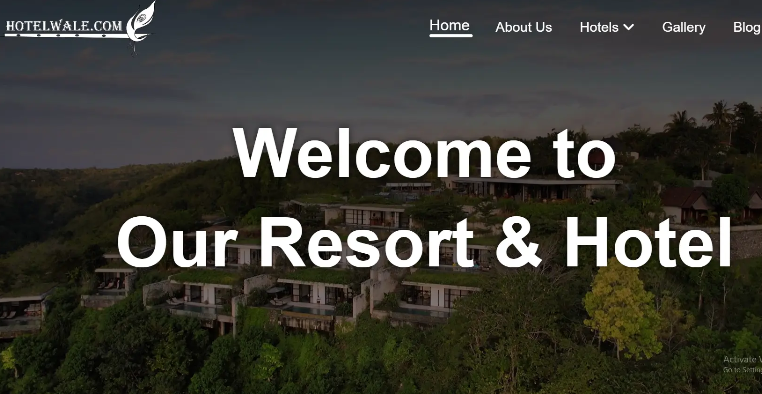 HOTELWALE.COM
Home About Us Hotels Gallery Blog
Welcome to
Our Resort & Hotel
Activate
Go to Settin